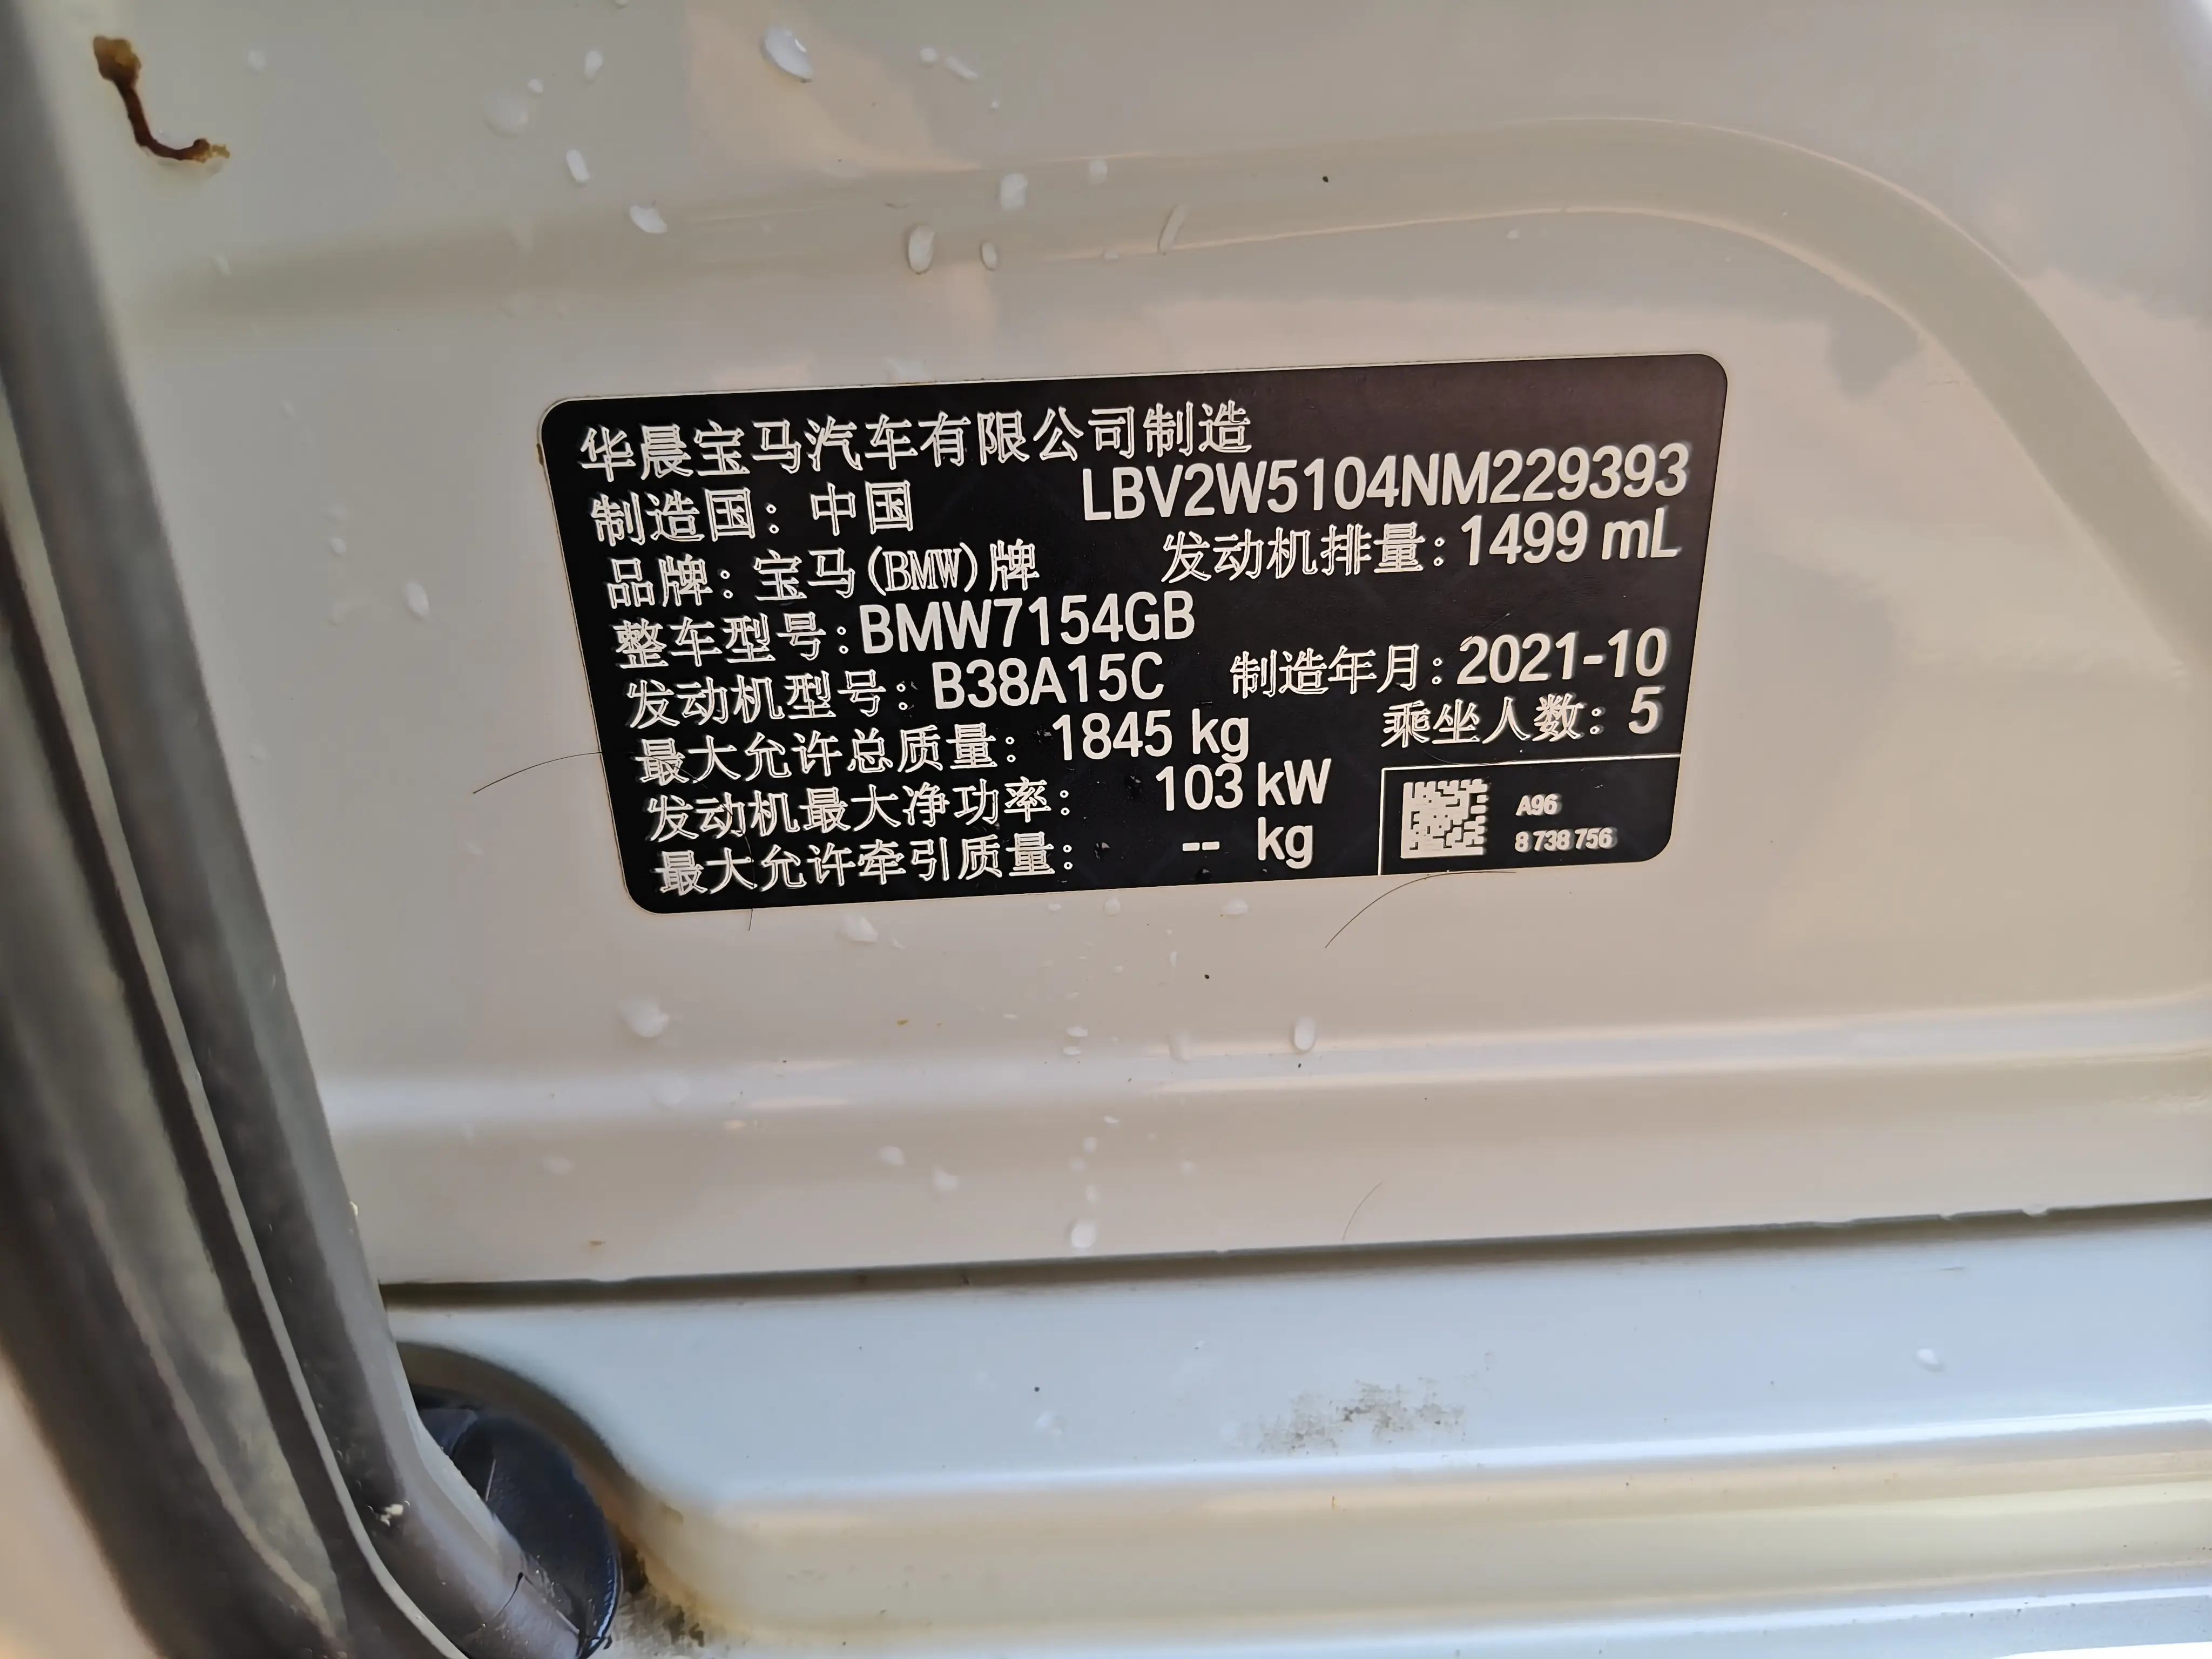 华晨宝马汽车有限公司制造
制造国：中国 LBV2W5104NM229393
品牌：宝马(BMW)牌 发动机排量：1499 mL
整车型号：BMW7154GB
发动机型号：B38A15C 制造年月：2021-10
最大允许总质量：1845 kg 乘坐人数：5
发动机最大净功率：103 kW
最大允许牵引质量：-- kg
A96
8 738 756